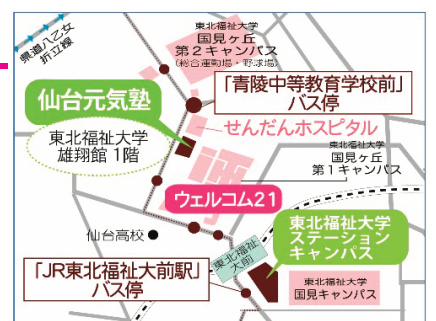 県道八乙女
折立線
東北福祉大学
国見ヶ丘
第2キャンパス
(総合運動場・野球場)
「青陵中等教育学校前」
バス停
仙台元気塾
東北福祉大学
雄翔館 1階
せんだんホスピタル
東北福祉大学
国見ヶ丘
第1キャンパス
ウェルコム21
仙台高校
東北福祉
大前
東北福祉大学
ステーション
キャンパス
「JR東北福祉大前駅」
バス停
東北福祉大学
国見キャンパス